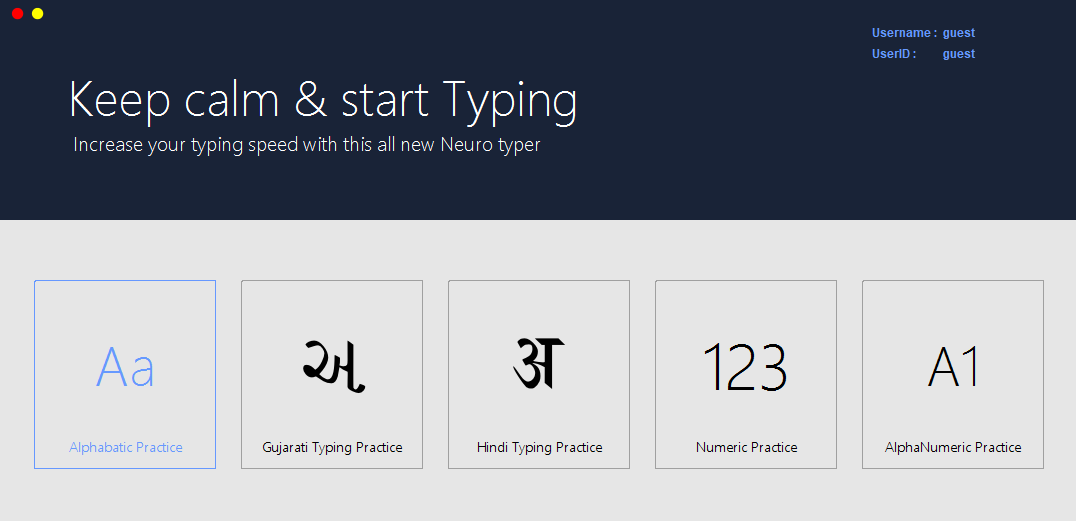 Username: guest
UserID: guest
Keep calm & start Typing
Increase your typing speed with this all new Neuro typer
Aa
અ
अ
123
A1
Alphabatic Practice
Gujarati Typing Practice
Hindi Typing Practice
Numeric Practice
AlphaNumeric Practice